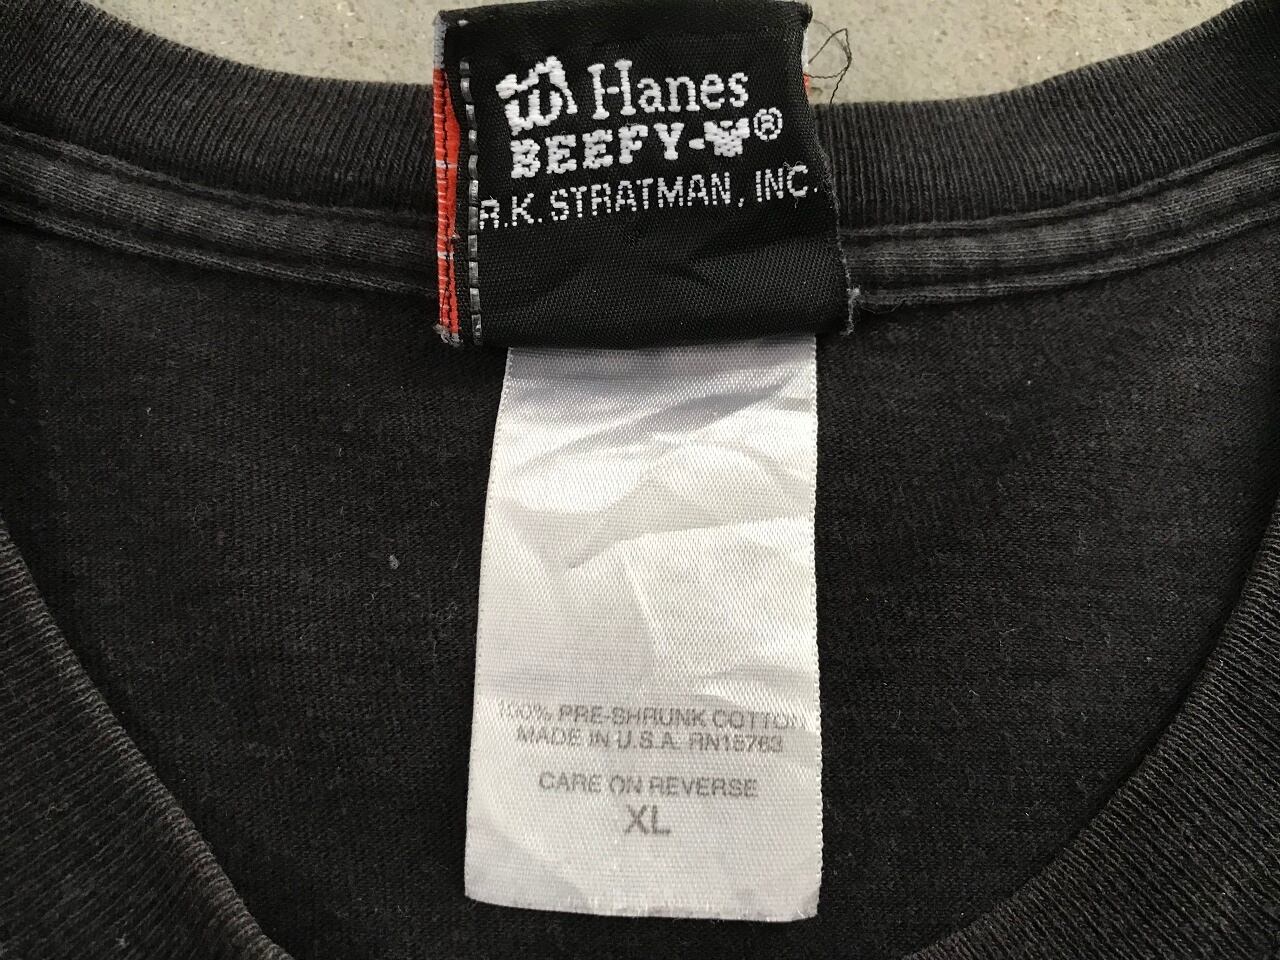 Hanes
BEEFY-T®
R.K. STRATMAN, INC.
100% PRE-SHRUNK COTTON
MADE IN U.S.A. RN15763
CARE ON REVERSE
XL